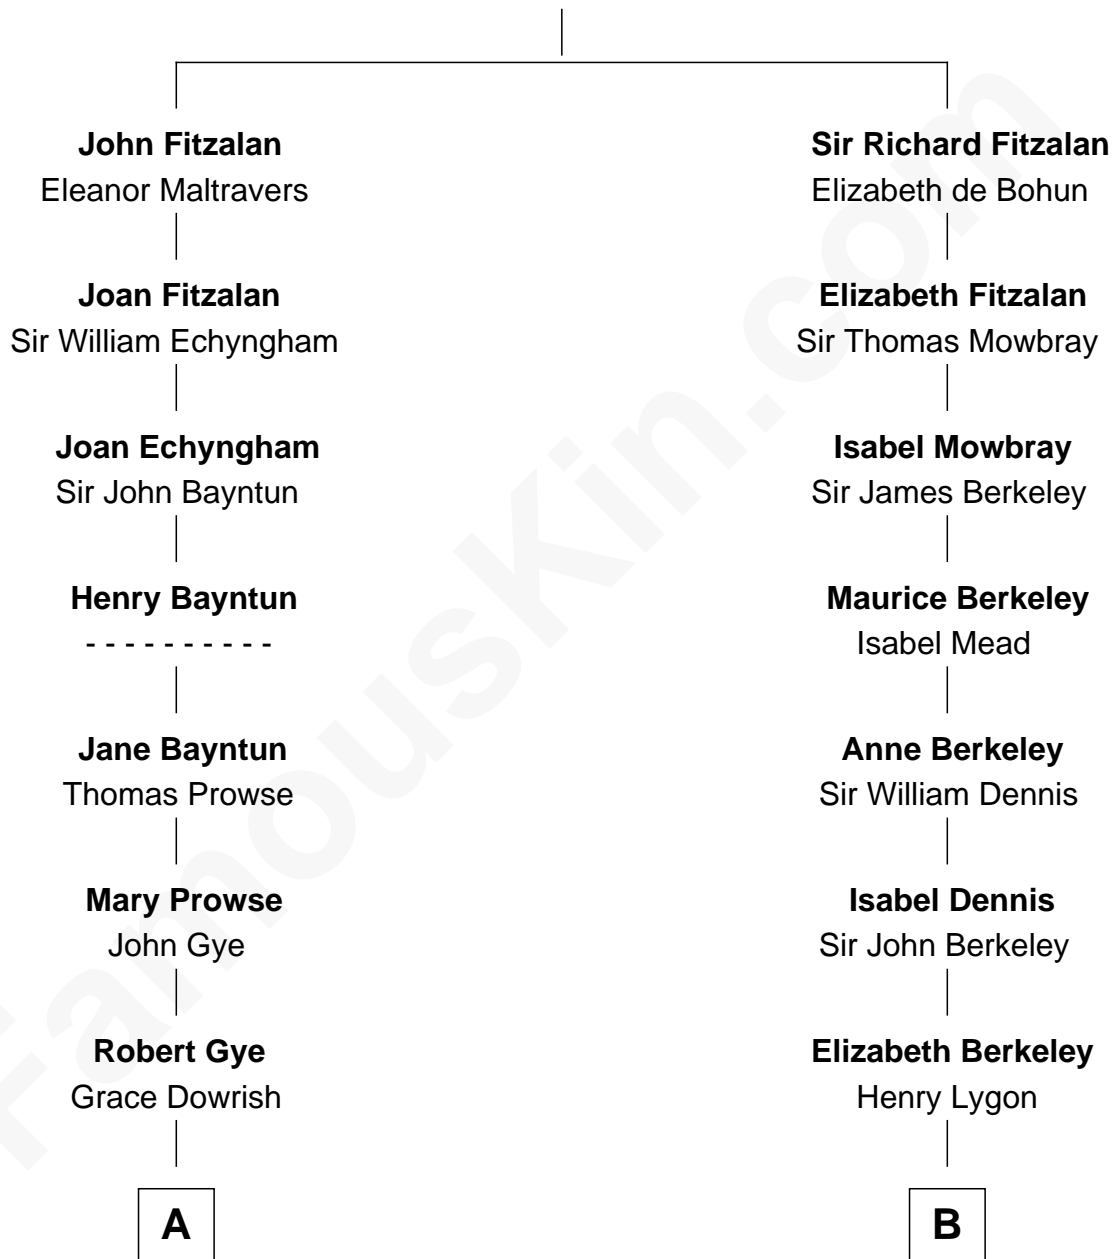 John Fitzalan
Eleanor Maltravers
Joan Fitzalan
Sir William Echyngham
Joan Echyngham
Sir John Bayntun
Henry Bayntun
- - - - - - - - - -
Jane Bayntun
Thomas Prowse
Mary Prowse
John Gye
Robert Gye
Grace Dowrish
A
Sir Richard Fitzalan
Elizabeth de Bohun
Elizabeth Fitzalan
Sir Thomas Mowbray
Isabel Mowbray
Sir James Berkeley
Maurice Berkeley
Isabel Mead
Anne Berkeley
Sir William Dennis
Isabel Dennis
Sir John Berkeley
Elizabeth Berkeley
Henry Lygon
B
FamousKin.com